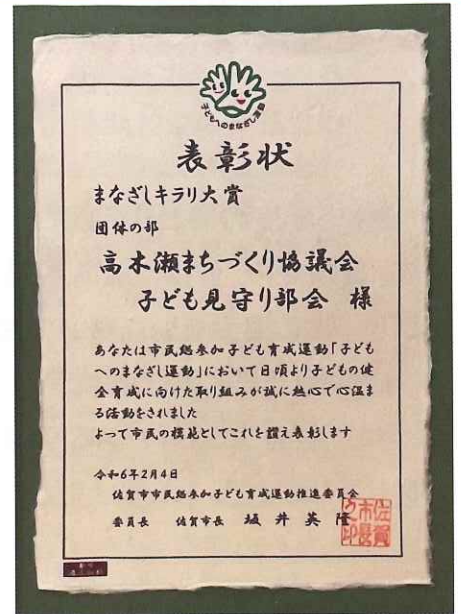 子どもへのまなざし運動
表彰状
まなざしキラリ大賞
団体の部
高木瀬まちづくり協議会
子ども見守り部会 様
あなたは市民総参加子ども育成運動「子ども
へのまなざし運動」において日頃より子どもの健
全育成に向けた取り組みが誠に熱心で心温ま
る活動をされました
よって市民の模範としてこれを讃え表彰します
令和6年2月4日
佐賀市市民総参加子ども育成運動推進委員会
委員長 佐賀市長 坂井英隆
佐賀市長之印